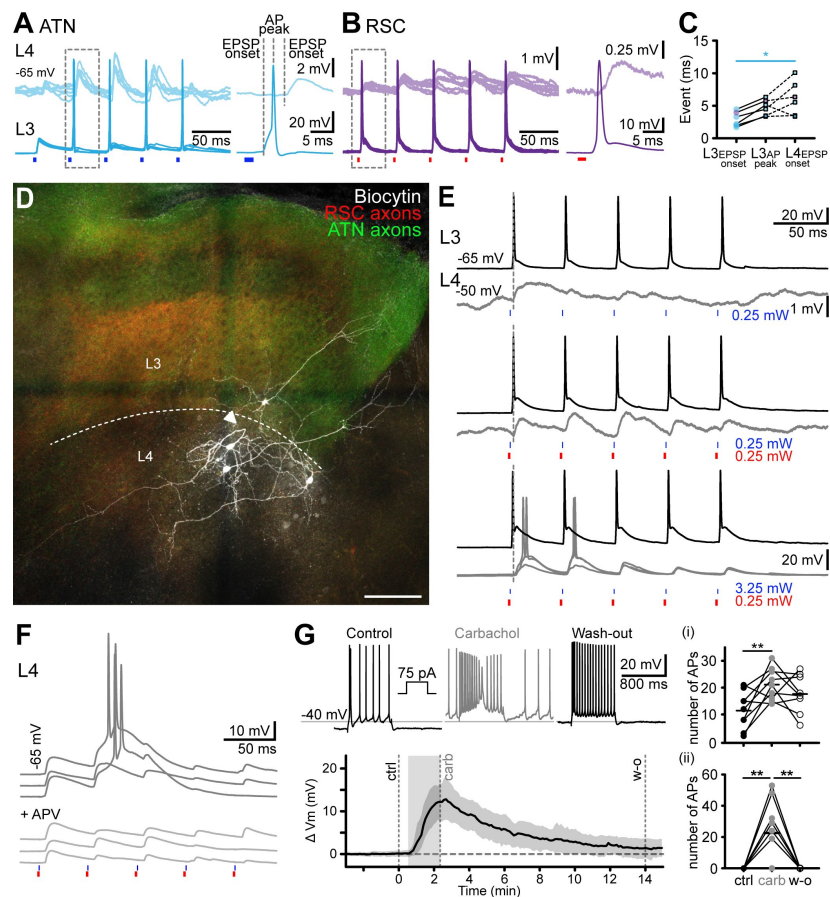 A ATN
L4
-65 mV
EPSP onset
AP peak
EPSP onset
2 mV
L3
50 ms
20 mV
5 ms
B RSC
1 mV
0.25 mV
50 ms
10 mV
5 ms
C
Event (ms)
10
5
0
L3EPSP onset
L3AP peak
L4EPSP onset
*
D
Biocytin
RSC axons
ATN axons
L3
L4
E
20 mV
50 ms
L3
-65 mV
L4
-50 mV
1 mV
0.25 mW
0.25 mW
0.25 mW
20 mV
3.25 mW
0.25 mW
F
L4
-65 mV
10 mV
50 ms
+ APV
G
Control
Carbachol
Wash-out
75 pA
20 mV
800 ms
-40 mV
ctrl
carb
w-o
Δ Vm (mV)
20
10
0
0 2 4 6 8 10 12 14
Time (min)
(i)
**
number of APs
30
20
10
0
(ii)
** **
number of APs
60
40
20
0
ctrl carb w-o